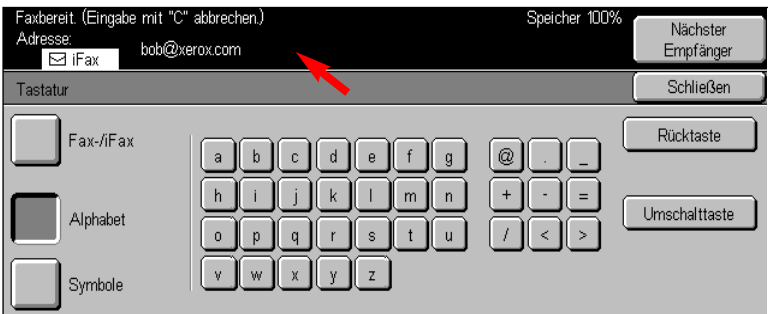 Faxbereit. (Eingabe mit "C" abbrechen.) Speicher 100%
Adresse:
iFax bob@xerox.com
Nächster
Empfänger
Tastatur Schließen
Fax-/iFax Rücktaste
a b c d e f g @ . _
h i j k l m n + - =
Alphabet Umschalttaste
o p q r s t u / < >
v w x y z
Symbole